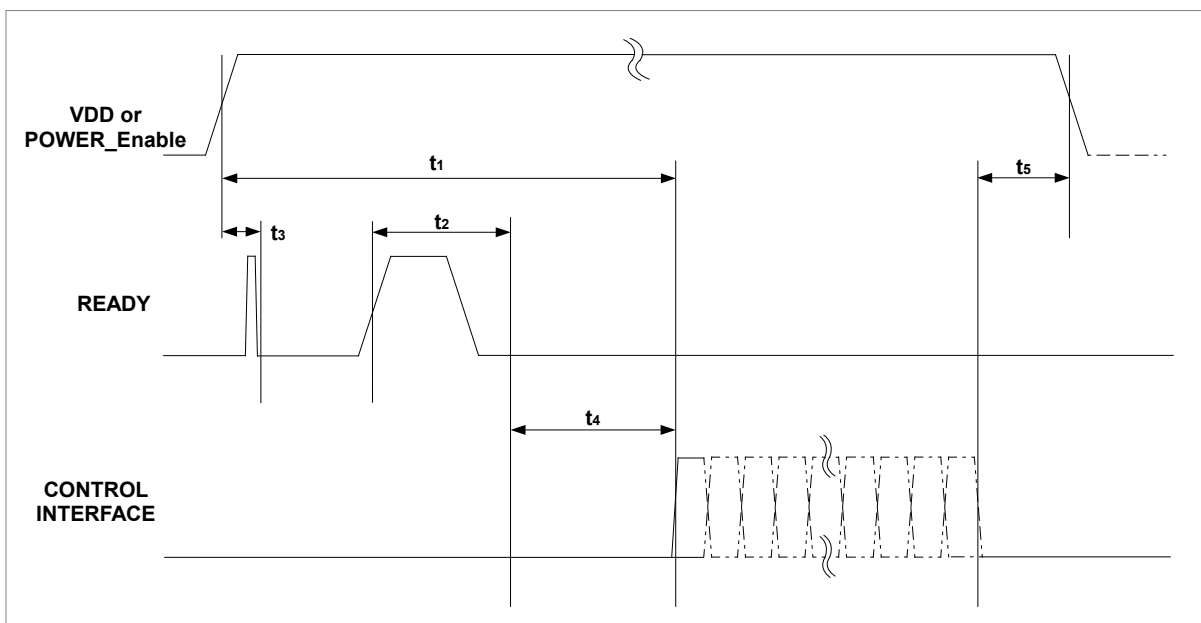 VDD or
POWER_Enable
t1
t5
t3
t2
READY
t4
CONTROL
INTERFACE